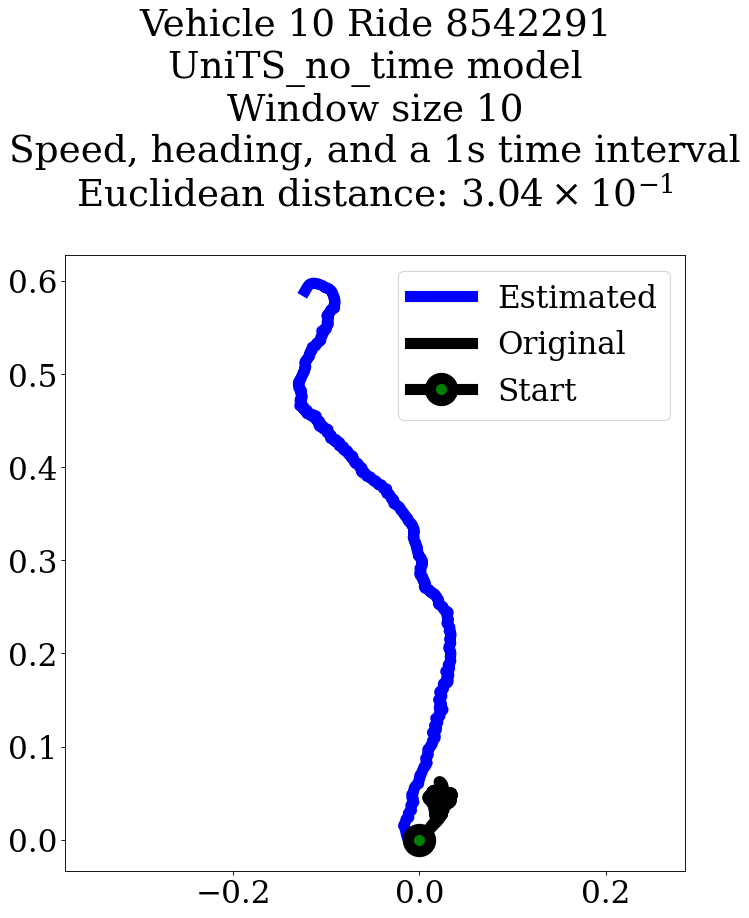 Vehicle 10 Ride 8542291
UniTS_no_time model
Window size 10
Speed, heading, and a 1s time interval
Euclidean distance: 3.04 × 10⁻¹
Estimated
Original
Start
0.6
0.5
0.4
0.3
0.2
0.1
0.0
−0.2
0.0
0.2